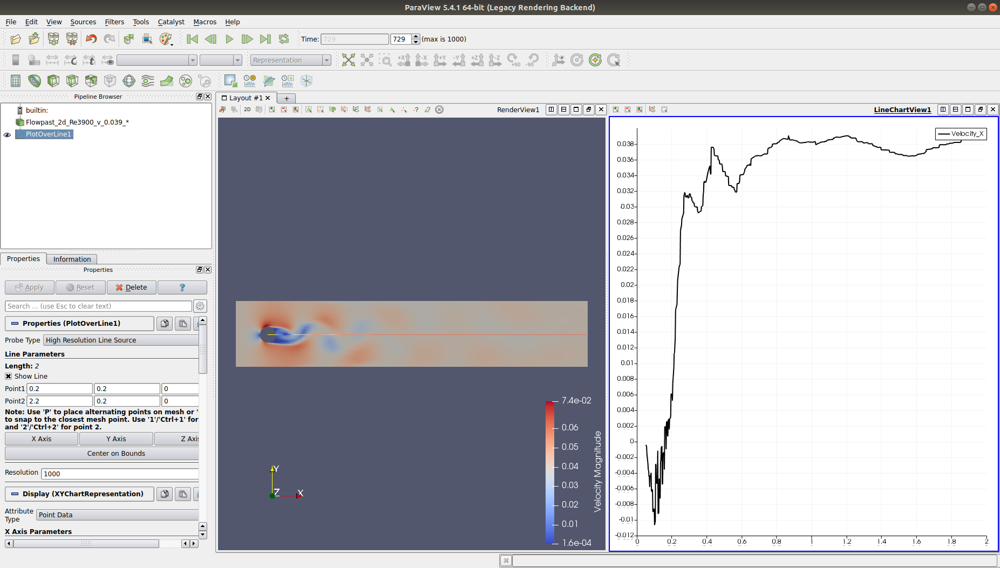 ParaView 5.4.1 64-bit (Legacy Rendering Backend)
File Edit View Sources Filters Tools Catalyst Macros Help
Time: 729 729 (max is 1000)
Representation
+X -X +Y -Y +Z -Z +90 -90
Pipeline Browser
builtin:
Flowpast_2d_Re3900_v_0.039_*
PlotOverLine1
Properties Information
Properties
Apply Reset Delete ?
Search ... (use Esc to clear text)
Properties (PlotOverLine1)
Probe Type High Resolution Line Source
Line Parameters
Length: 2
Show Line
Point1 0.2 0.2 0
Point2 2.2 0.2 0
Note: Use 'P' to place alternating points on mesh or '
to snap to the closest mesh point. Use '1'/'Ctrl+1' for
and '2'/'Ctrl+2' for point 2.
X Axis Y Axis Z Axis
Center on Bounds
Resolution 1000
Display (XYChartRepresentation)
Attribute
Type
Point Data
X Axis Parameters
Layout #1 +
2D RenderView1
7.4e-02
0.06
0.05
0.04
0.03
0.02
0.01
1.6e-04
Velocity Magnitude
Y
Z X
LineChartView1
Velocity_X
0.038
0.036
0.034
0.032
0.03
0.028
0.026
0.024
0.022
0.02
0.018
0.016
0.014
0.012
0.01
0.008
0.006
0.004
0.002
0
-0.002
-0.004
-0.006
-0.008
-0.01
-0.012
0 0.2 0.4 0.6 0.8 1 1.2 1.4 1.6 1.8 2